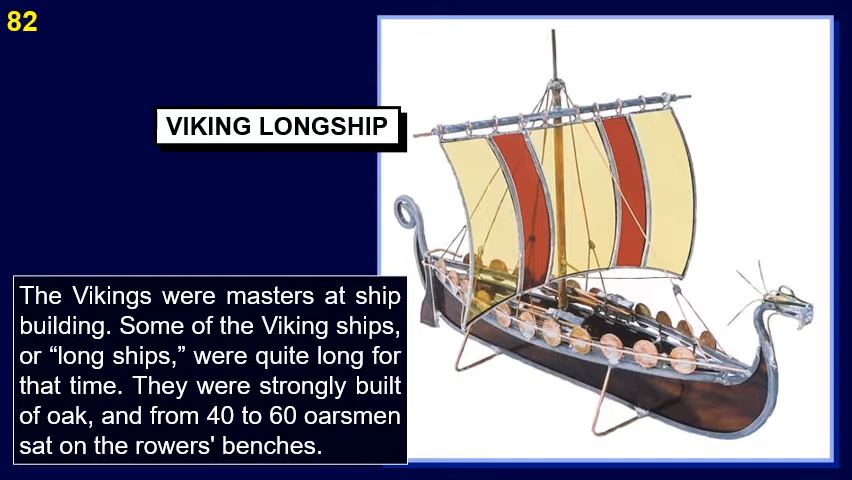 82
VIKING LONGSHIP
The Vikings were masters at ship
building. Some of the Viking ships,
or “long ships,” were quite long for
that time. They were strongly built
of oak, and from 40 to 60 oarsmen
sat on the rowers' benches.